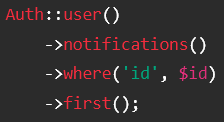 Auth::user()
->notifications()
->where('id', $id)
->first();